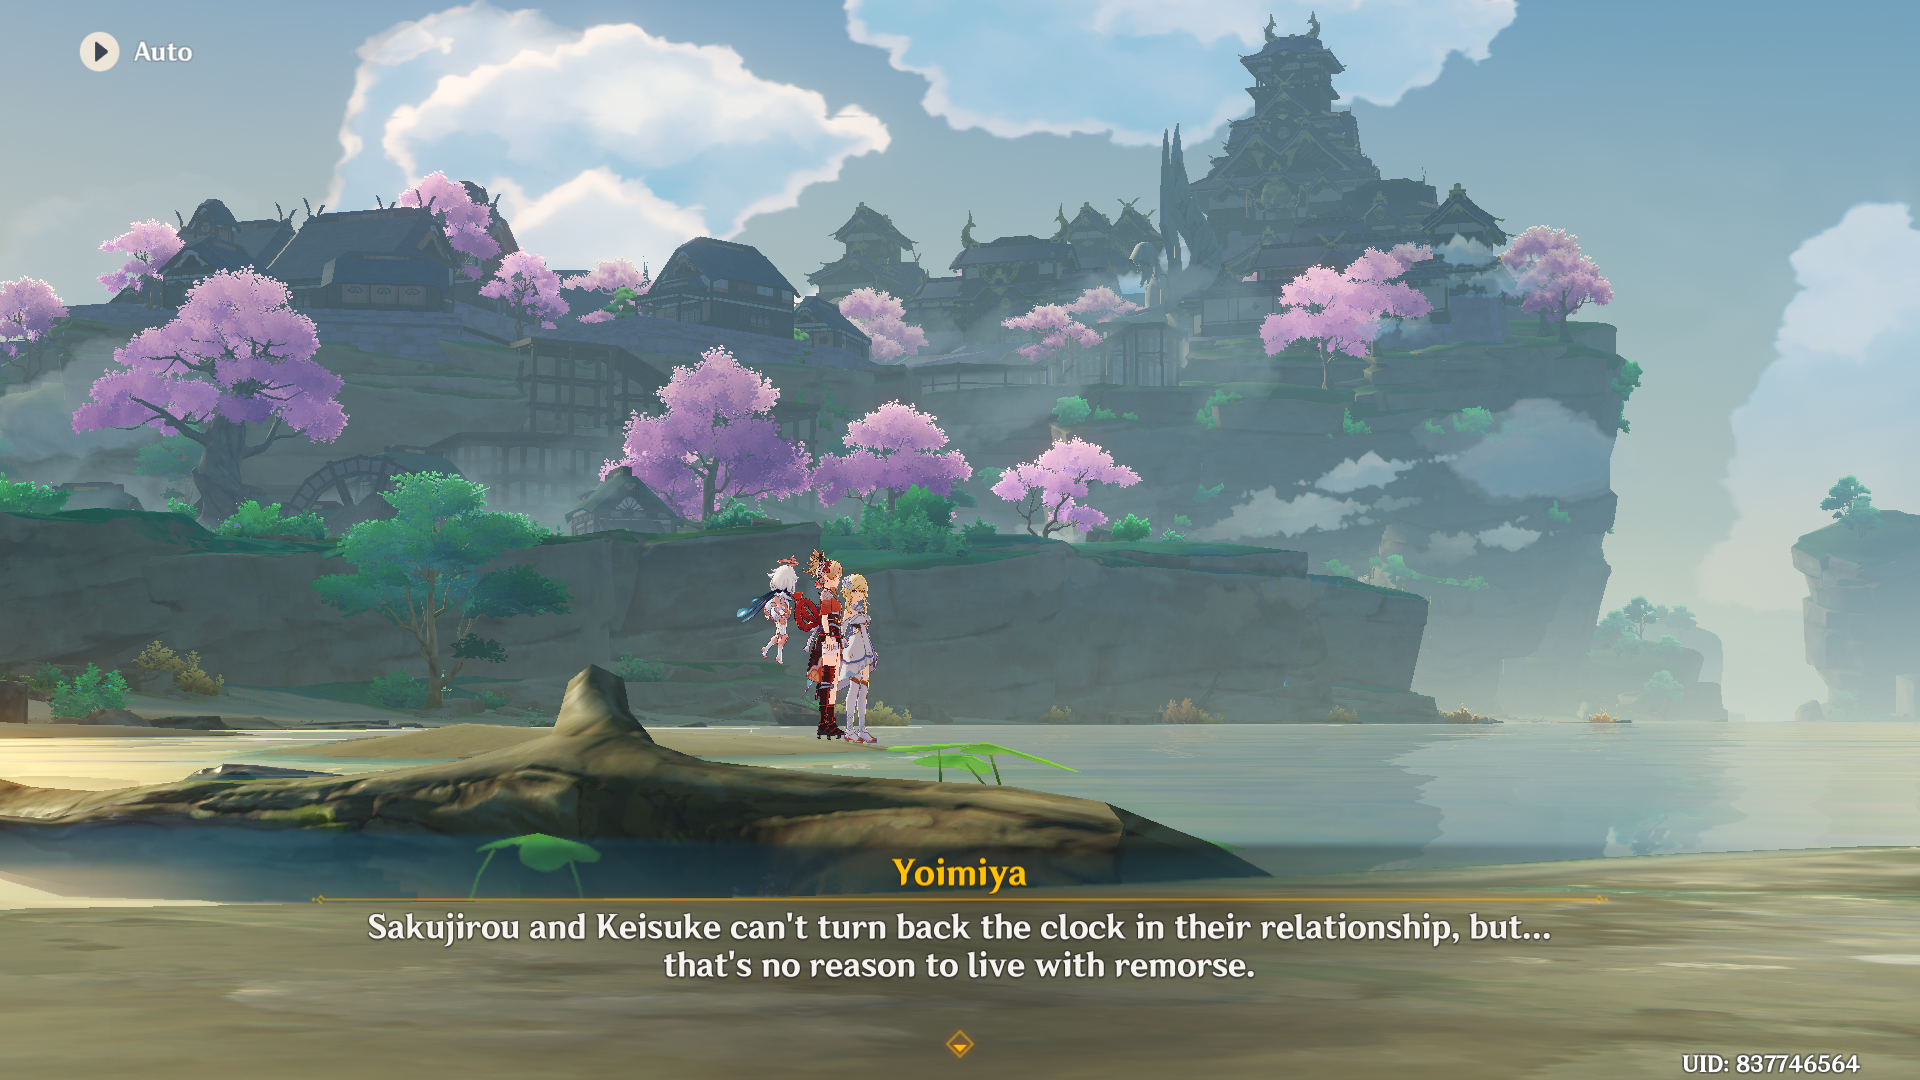 Auto
Yoimiya
Sakujirou and Keisuke can't turn back the clock in their relationship, but...
that's no reason to live with remorse.
UID: 837746564